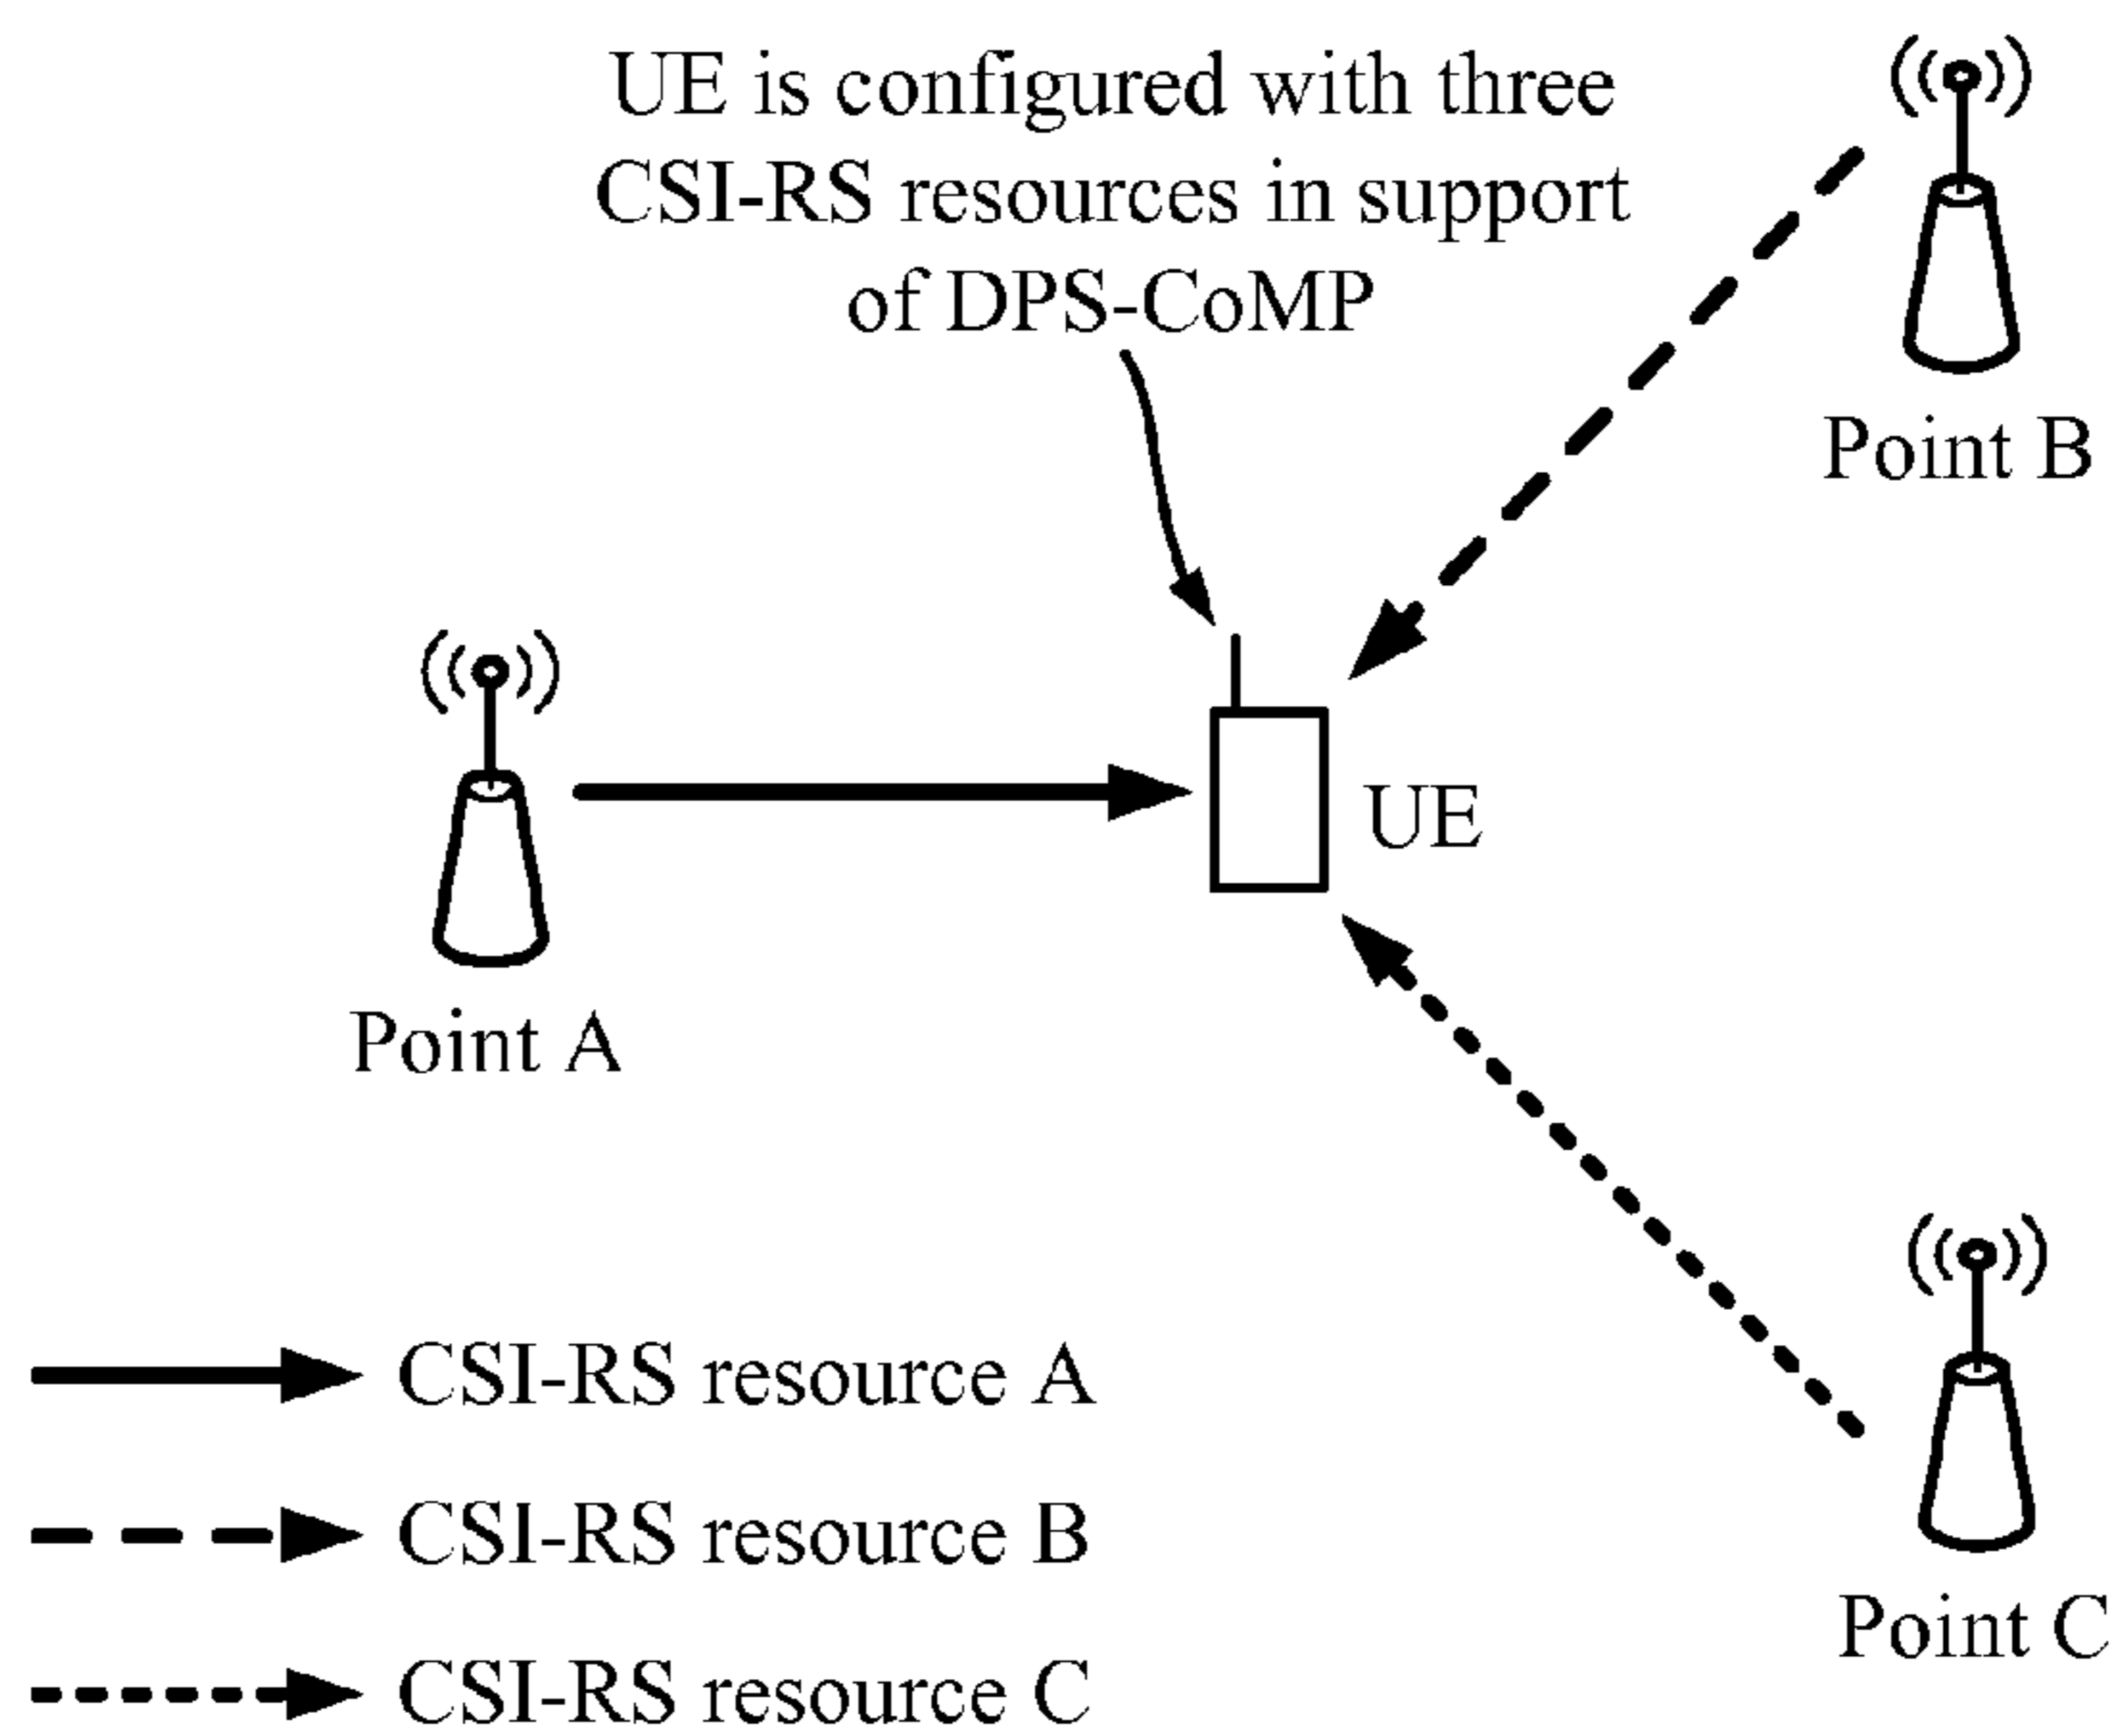 UE is configured with three
CSI-RS resources in support
of DPS-CoMP
Point B
UE
Point A
CSI-RS resource A
CSI-RS resource B
CSI-RS resource C
Point C